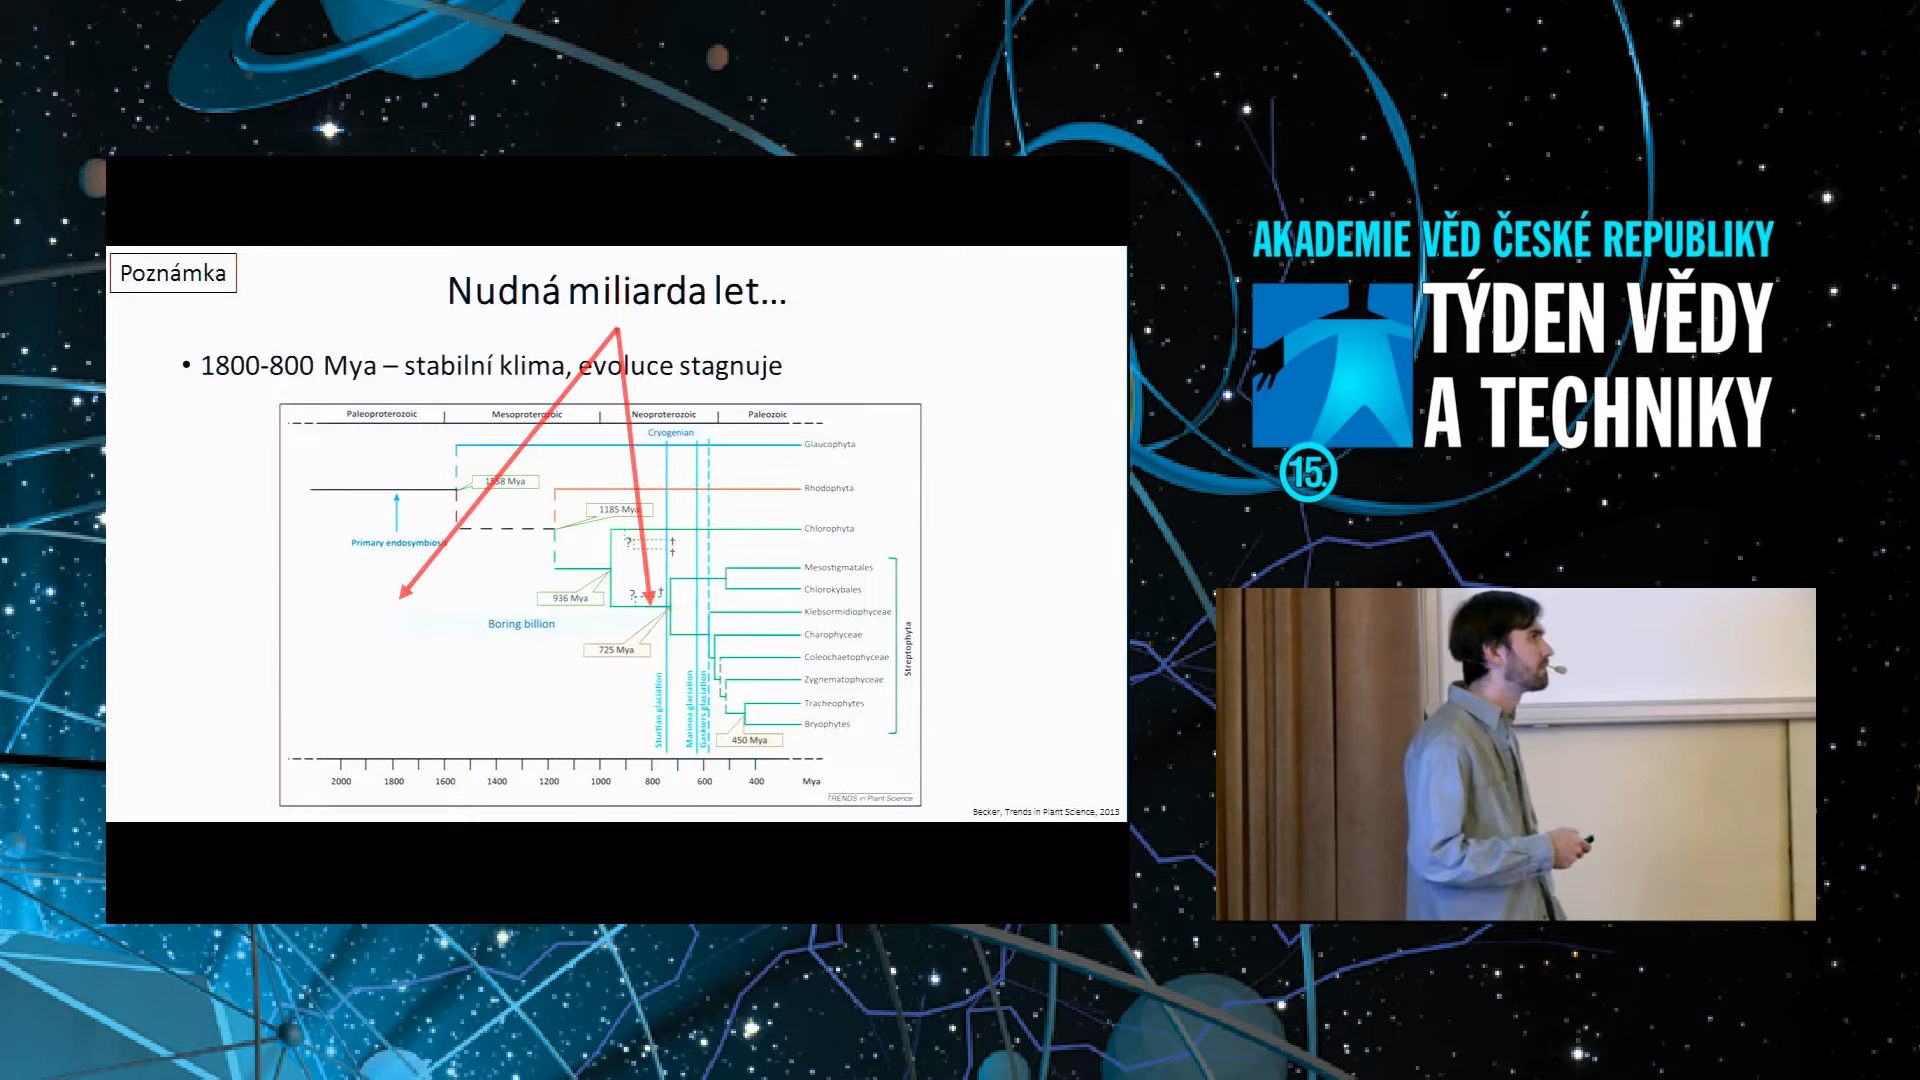 Poznámka
Nudná miliarda let...
• 1800-800 Mya – stabilní klima, evoluce stagnuje
Paleoproterozoic
Mesoproterozoic
Neoproterozoic
Paleozoic
Cryogenian
Glaucophyta
1558 Mya
Rhodophyta
1185 Mya
Chlorophyta
Primary endosymbiosis
?
†
†
Mesostigmatales
Chlorokybales
936 Mya
?
†
Klebsormidiophyceae
Boring billion
Charophyceae
725 Mya
Coleochaetophyceae
Zygnematophyceae
Tracheophytes
Bryophytes
450 Mya
Streptophyta
Sturtian glaciation
Marinoa glaciation
Gaskiers glaciation
2000 1800 1600 1400 1200 1000 800 600 400 Mya
TRENDS in Plant Science
Becker, Trends in Plant Science, 2013
AKADEMIE VĚD ČESKÉ REPUBLIKY
TÝDEN VĚDY
A TECHNIKY
15.